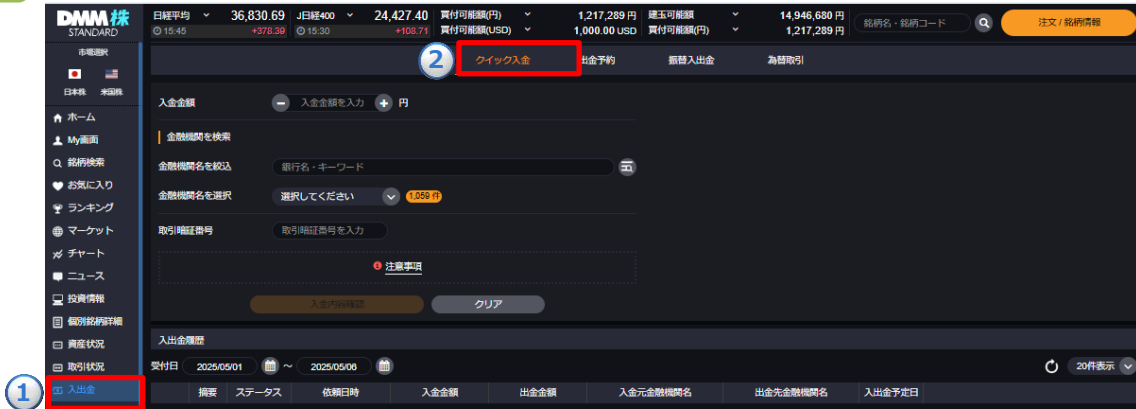 DMM株
STANDARD
日経平均 36,830.69 J日経400 24,427.40 買付可能額(円) 1,217,289 円 建玉可能額 14,946,680 円
15:45 +378.39 15:30 +108.71 買付可能額(USD) 1,000.00 USD 買付可能額(円) 1,217,289 円
銘柄名・銘柄コード
注文 / 銘柄情報
市場選択
日本株 米国株
ホーム
My画面
銘柄検索
お気に入り
ランキング
マーケット
チャート
ニュース
投資情報
個別銘柄詳細
資産状況
取引状況
1 入出金
2 クイック入金 出金予約 振替入出金 為替取引
入金金額 入金金額を入力 円
金融機関を検索
金融機関名を絞込 銀行名・キーワード
金融機関名を選択 選択してください 1,059 件
取引暗証番号 取引暗証番号を入力
注意事項
入金内容確認 クリア
入出金履歴
受付日 2025/05/01 ～ 2025/05/06 20件表示
摘要 ステータス 依頼日時 入金金額 出金金額 入金元金融機関名 出金先金融機関名 入出金予定日